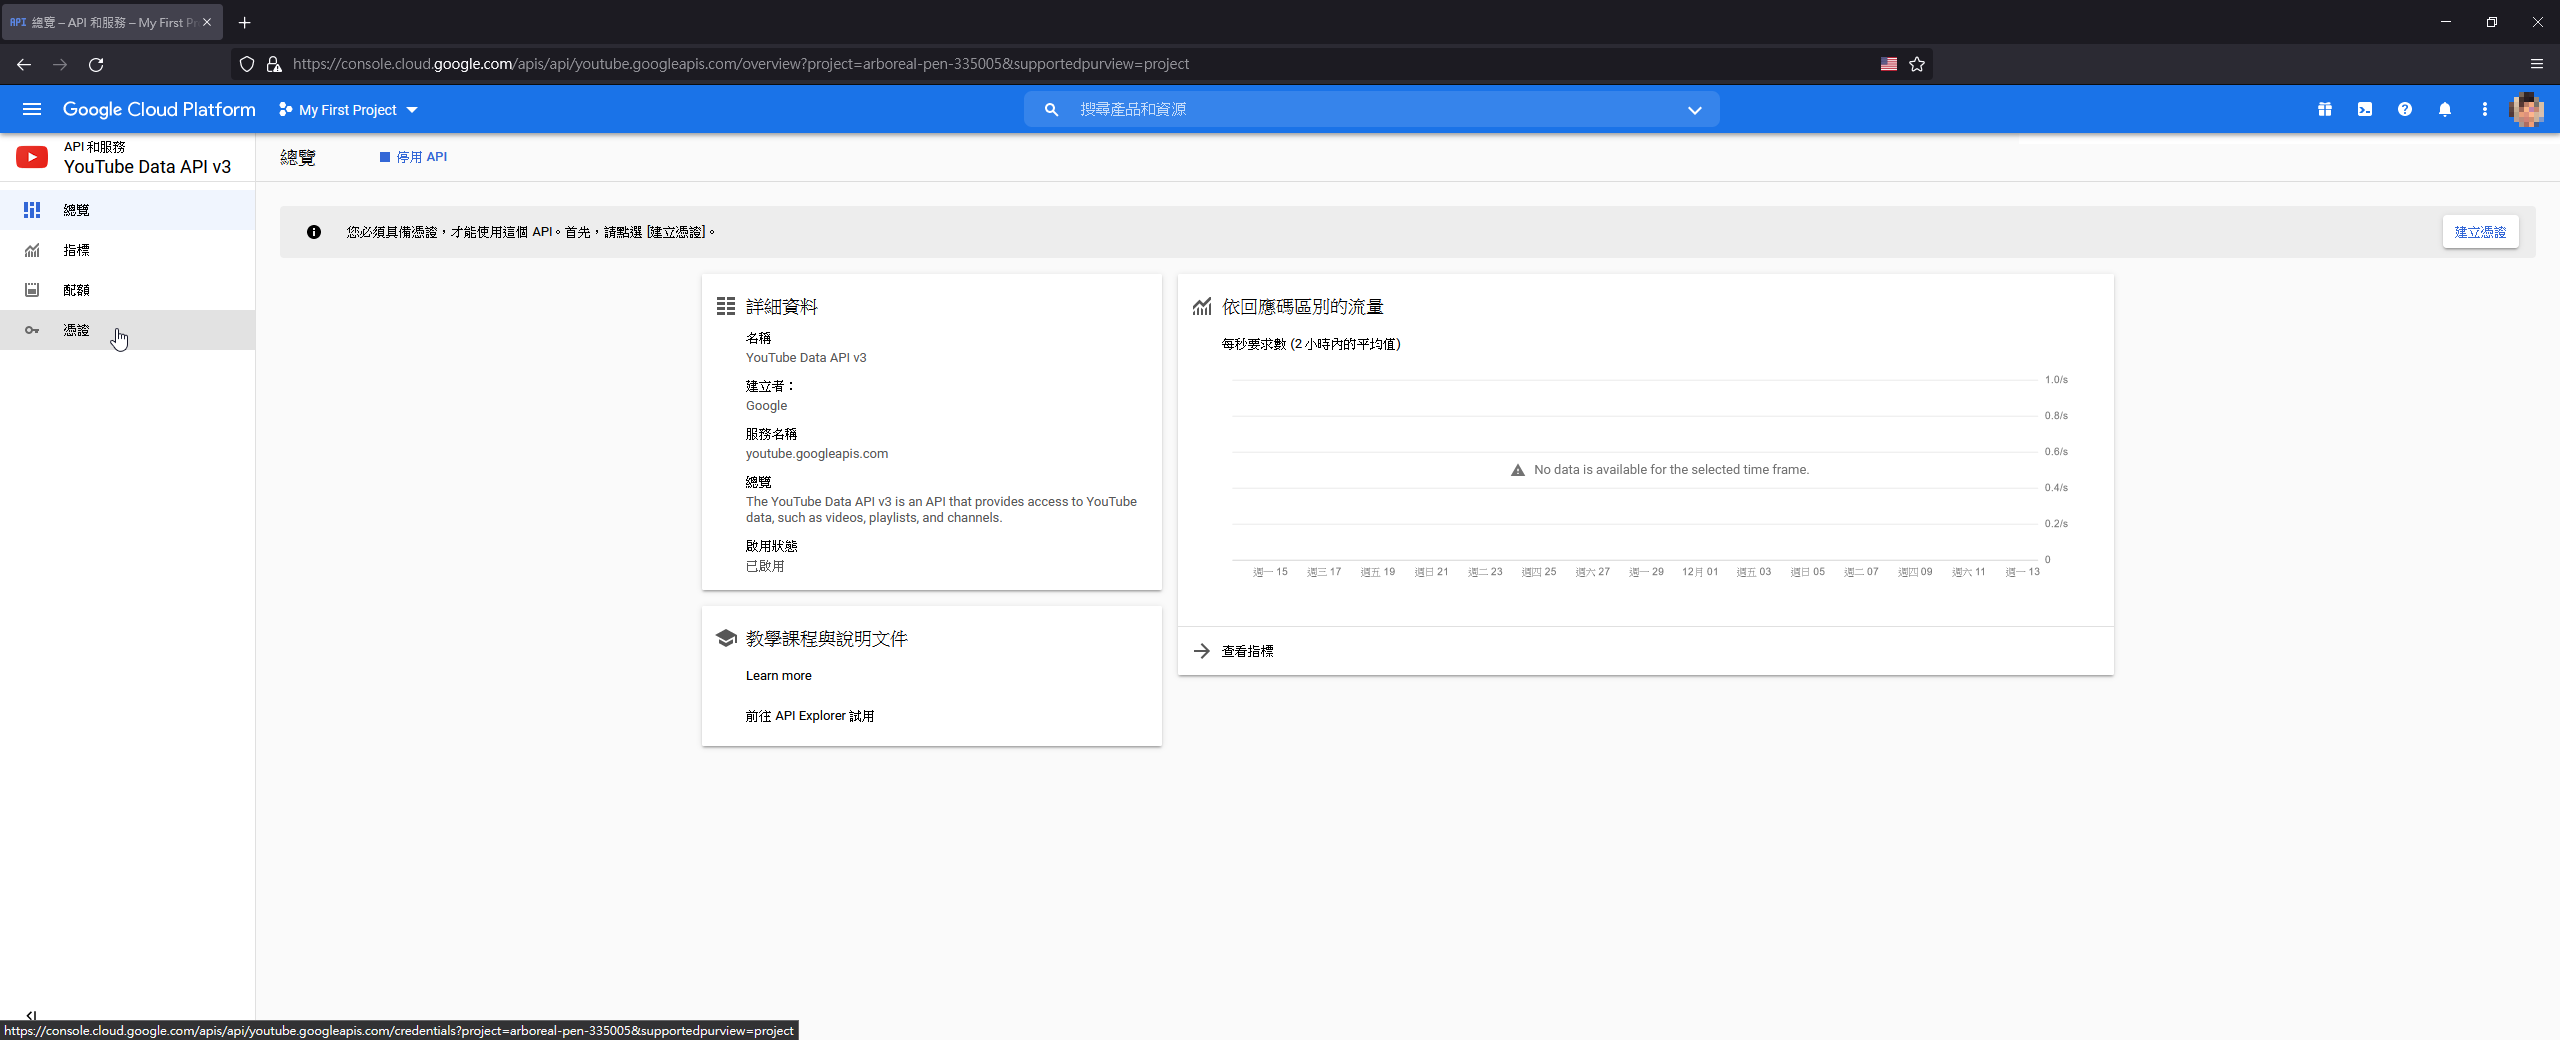 API 總覽 – API 和服務 – My First Pr
https://console.cloud.google.com/apis/api/youtube.googleapis.com/overview?project=arboreal-pen-335005&supportedpurview=project
Google Cloud Platform
My First Project
搜尋產品和資源
API 和服務
YouTube Data API v3
總覽
停用 API
總覽
指標
配額
憑證
您必須具備憑證，才能使用這個 API。首先，請點選 [建立憑證]。
建立憑證
詳細資料
名稱
YouTube Data API v3
建立者：
Google
服務名稱
youtube.googleapis.com
總覽
The YouTube Data API v3 is an API that provides access to YouTube
data, such as videos, playlists, and channels.
啟用狀態
已啟用
教學課程與說明文件
Learn more
前往 API Explorer 試用
依回應碼區別的流量
每秒要求數 (2 小時內的平均值)
1.0/s
0.8/s
0.6/s
No data is available for the selected time frame.
0.4/s
0.2/s
0
週一 15 週三 17 週五 19 週日 21 週二 23 週四 25 週六 27 週一 29 12月 01 週五 03 週日 05 週二 07 週四 09 週六 11 週一 13
查看指標
https://console.cloud.google.com/apis/api/youtube.googleapis.com/credentials?project=arboreal-pen-335005&supportedpurview=project